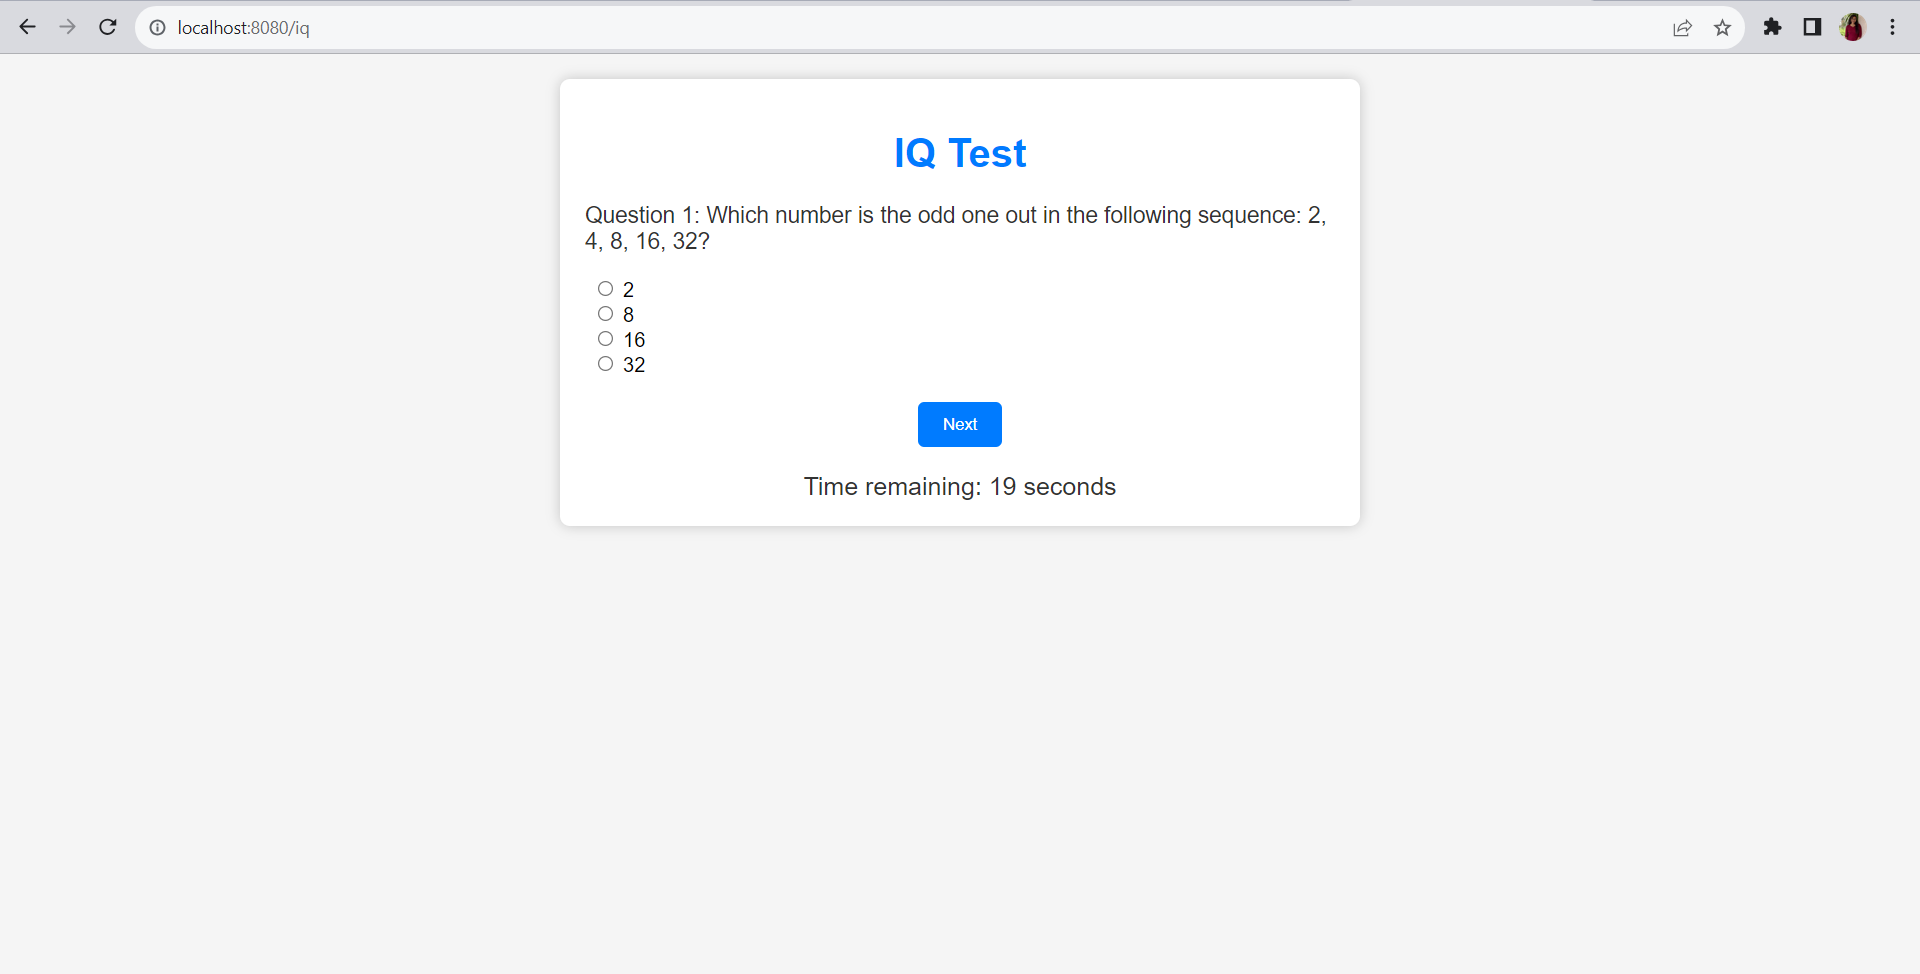 localhost:8080/iq
IQ Test
Question 1: Which number is the odd one out in the following sequence: 2,
4, 8, 16, 32?
2
8
16
32
Next
Time remaining: 19 seconds